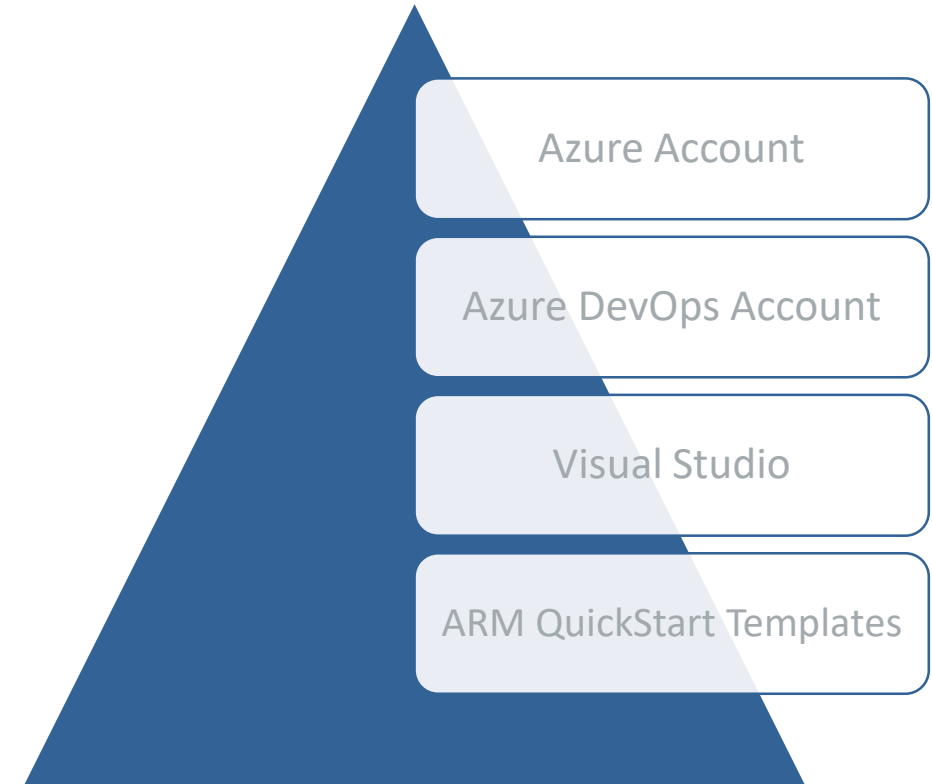 Azure Account
Azure DevOps Account
Visual Studio
ARM QuickStart Templates